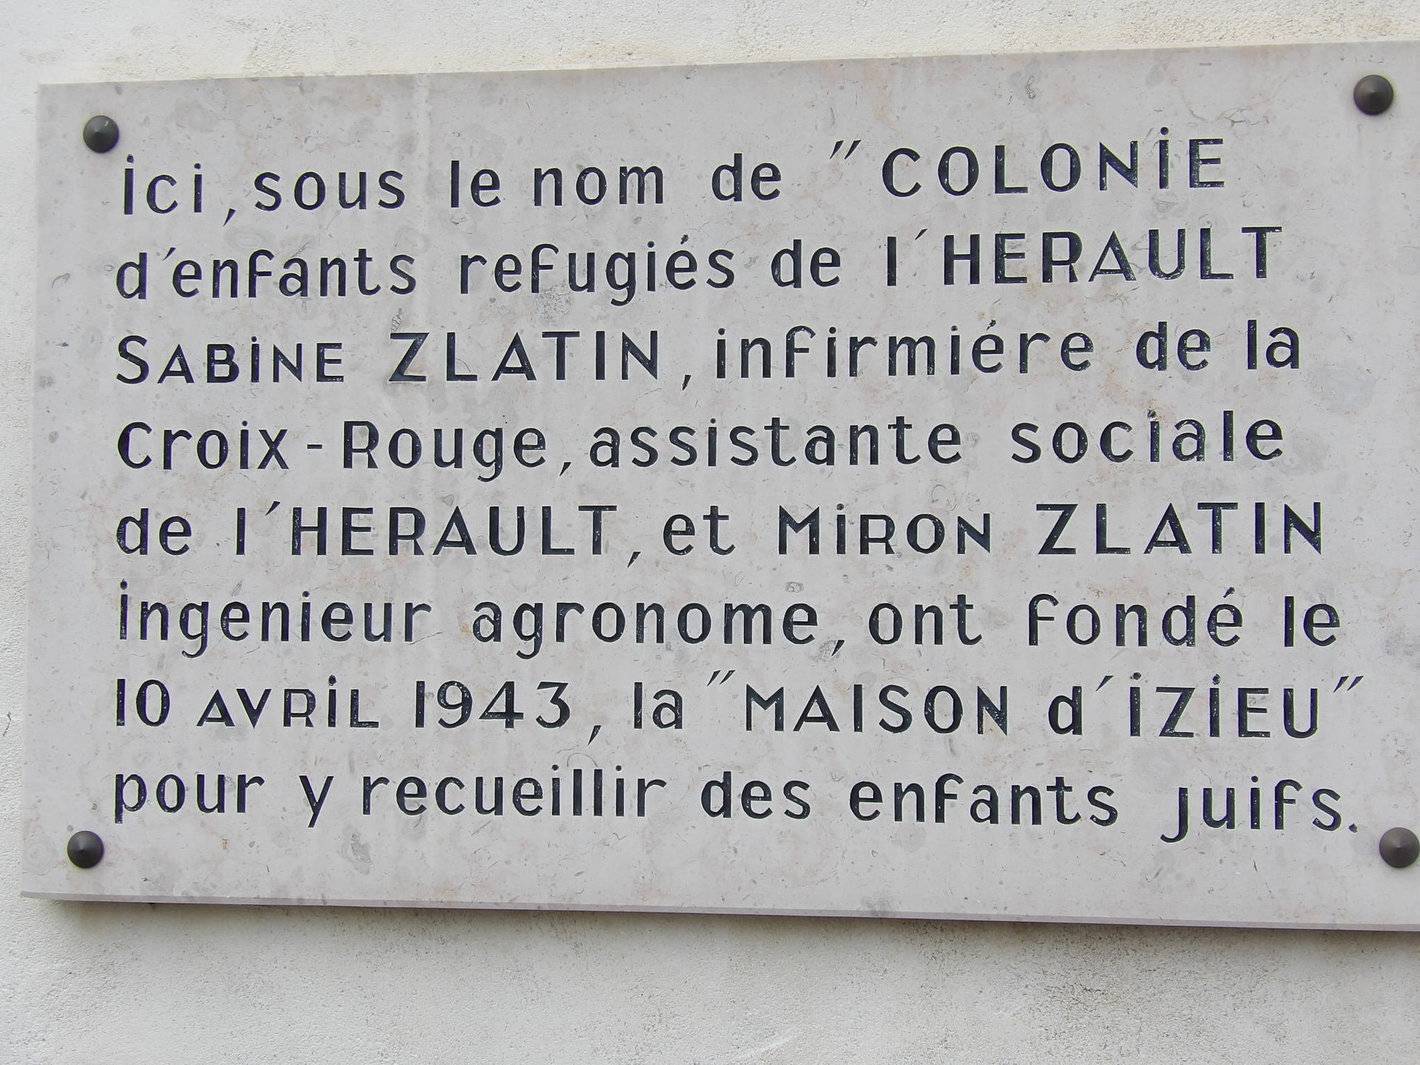 ici, sous le nom de "COLONIE
d'enfants refugiés de l'HERAULT
SABINE ZLATIN, infirmiére de la
Croix-Rouge, assistante sociale
de l'HERAULT, et MIRON ZLATIN
ingenieur agronome, ont fondé le
10 AVRIL 1943, la "MAISON d'IZIEU"
pour y recueillir des enfants juifs.